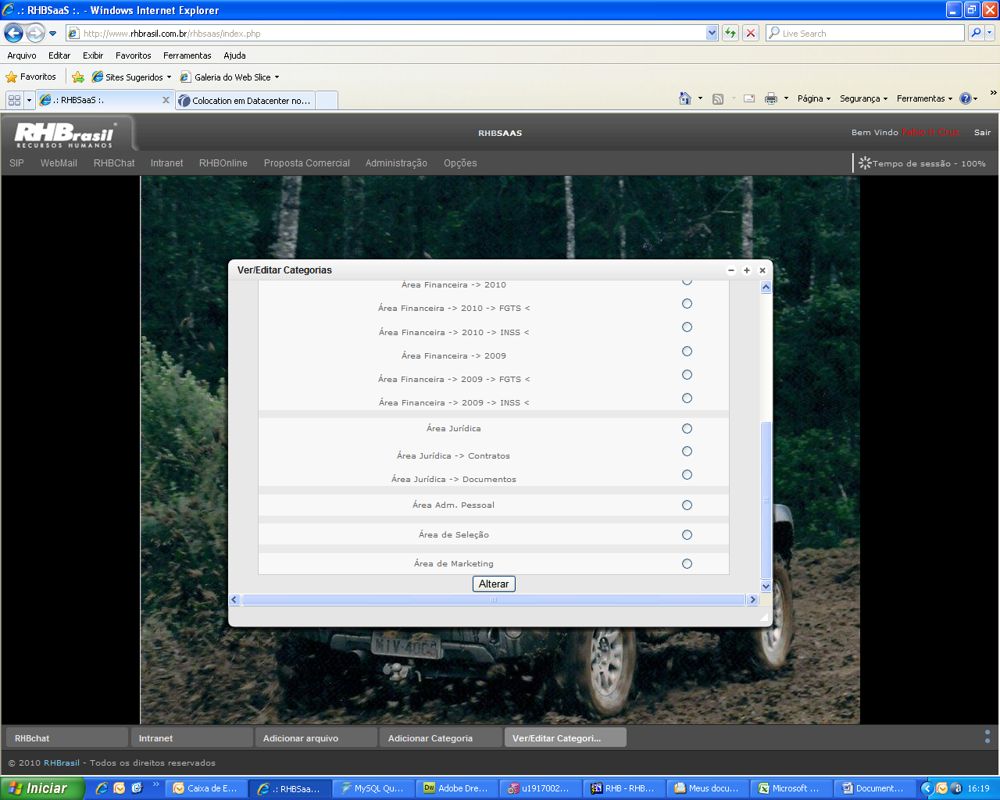 .: RHBSaaS :. - Windows Internet Explorer
http://www.rhbrasil.com.br/rhbsaas/index.php
Live Search
Arquivo Editar Exibir Favoritos Ferramentas Ajuda
Favoritos Sites Sugeridos Galeria do Web Slice
.: RHBSaaS :. Colocation em Datacenter no... Página Segurança Ferramentas
RHBrasil
RECURSOS HUMANOS
RHBSAAS
Bem Vindo Fabio H Cruz Sair
SIP WebMail RHBChat Intranet RHBOnline Proposta Comercial Administração Opções
Tempo de sessão - 100%
Ver/Editar Categorias
Área Financeira -> 2010
Área Financeira -> 2010 -> FGTS <
Área Financeira -> 2010 -> INSS <
Área Financeira -> 2009
Área Financeira -> 2009 -> FGTS <
Área Financeira -> 2009 -> INSS <
Área Jurídica
Área Jurídica -> Contratos
Área Jurídica -> Documentos
Área Adm. Pessoal
Área de Seleção
Área de Marketing
Alterar
RHBchat Intranet Adicionar arquivo Adicionar Categoria Ver/Editar Categori...
© 2010 RHBrasil - Todos os direitos reservados
Iniciar Caixa de E... .: RHBSaa... MySQL Qu... Adobe Dre... u1917002... RHB - RHB... Meus docu... Microsoft ... Document... 16:19